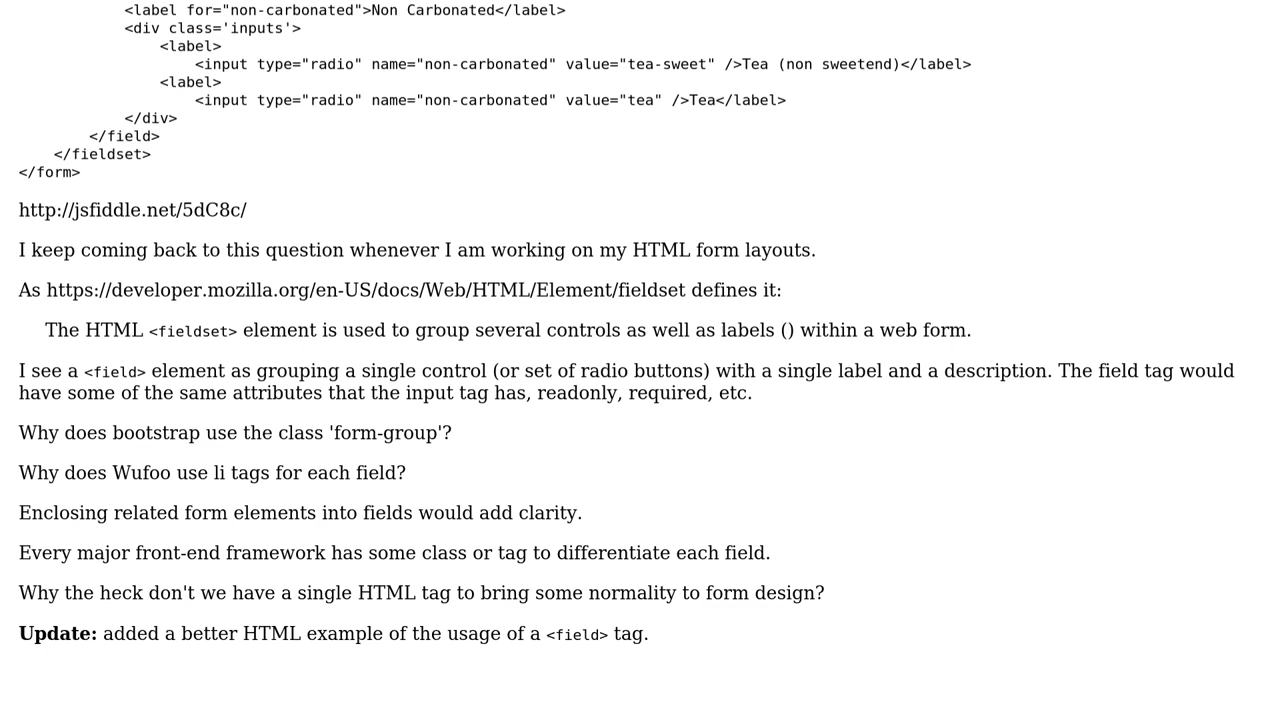 <label for="non-carbonated">Non Carbonated</label>
<div class='inputs'>
<label>
<input type="radio" name="non-carbonated" value="tea-sweet" />Tea (non sweetend)</label>
<label>
<input type="radio" name="non-carbonated" value="tea" />Tea</label>
</div>
</field>
</fieldset>
</form>
http://jsfiddle.net/5dC8c/
I keep coming back to this question whenever I am working on my HTML form layouts.
As https://developer.mozilla.org/en-US/docs/Web/HTML/Element/fieldset defines it:
The HTML <fieldset> element is used to group several controls as well as labels () within a web form.
I see a <field> element as grouping a single control (or set of radio buttons) with a single label and a description. The field tag would
have some of the same attributes that the input tag has, readonly, required, etc.
Why does bootstrap use the class 'form-group'?
Why does Wufoo use li tags for each field?
Enclosing related form elements into fields would add clarity.
Every major front-end framework has some class or tag to differentiate each field.
Why the heck don't we have a single HTML tag to bring some normality to form design?
Update: added a better HTML example of the usage of a <field> tag.